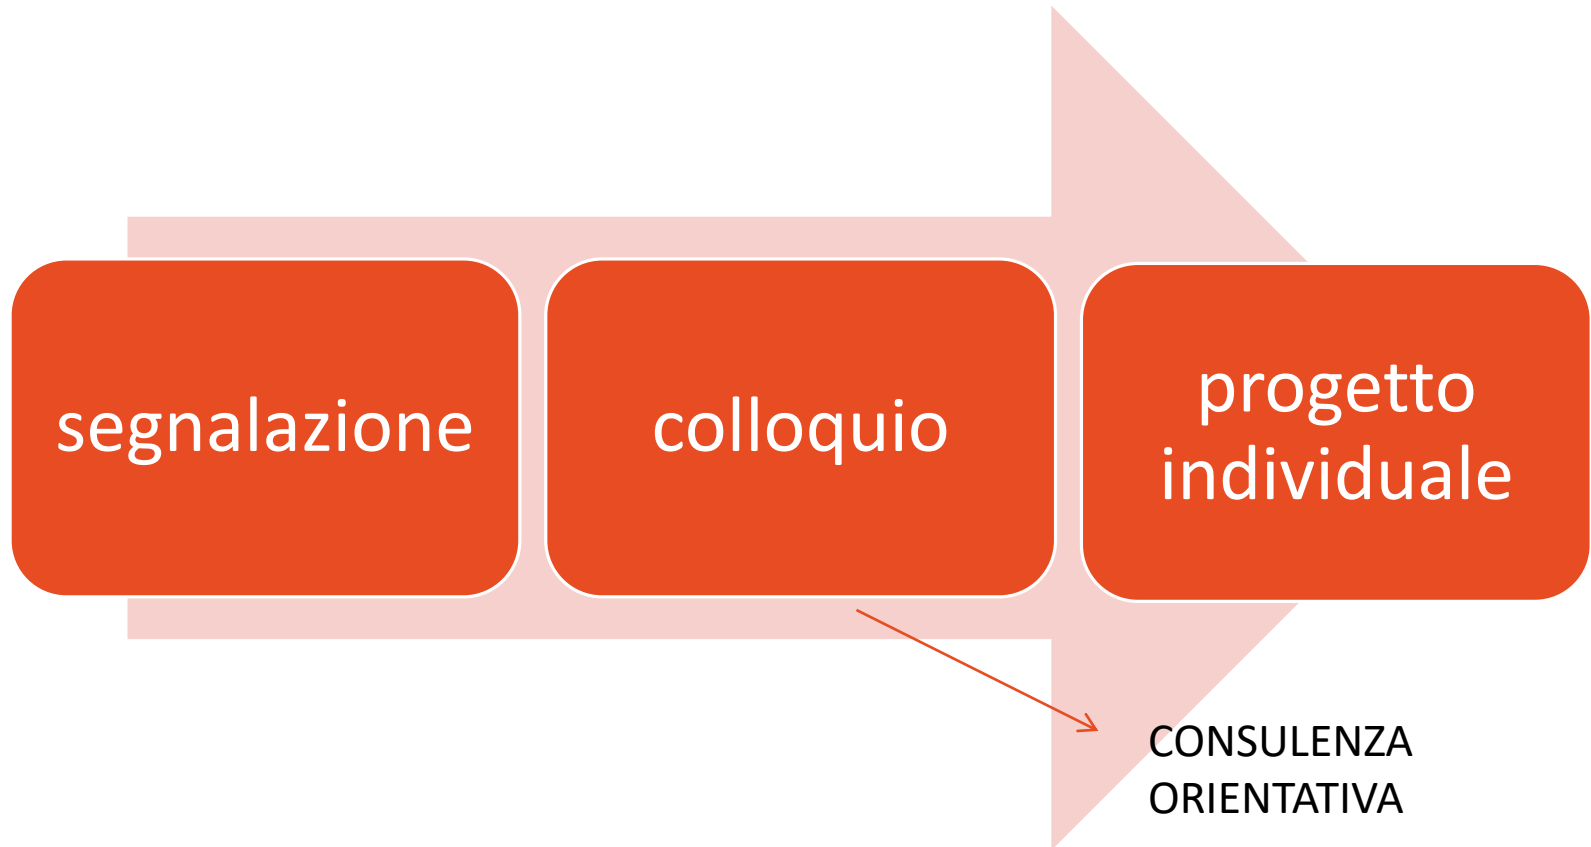 segnalazione
colloquio
progetto
individuale
CONSULENZA
ORIENTATIVA